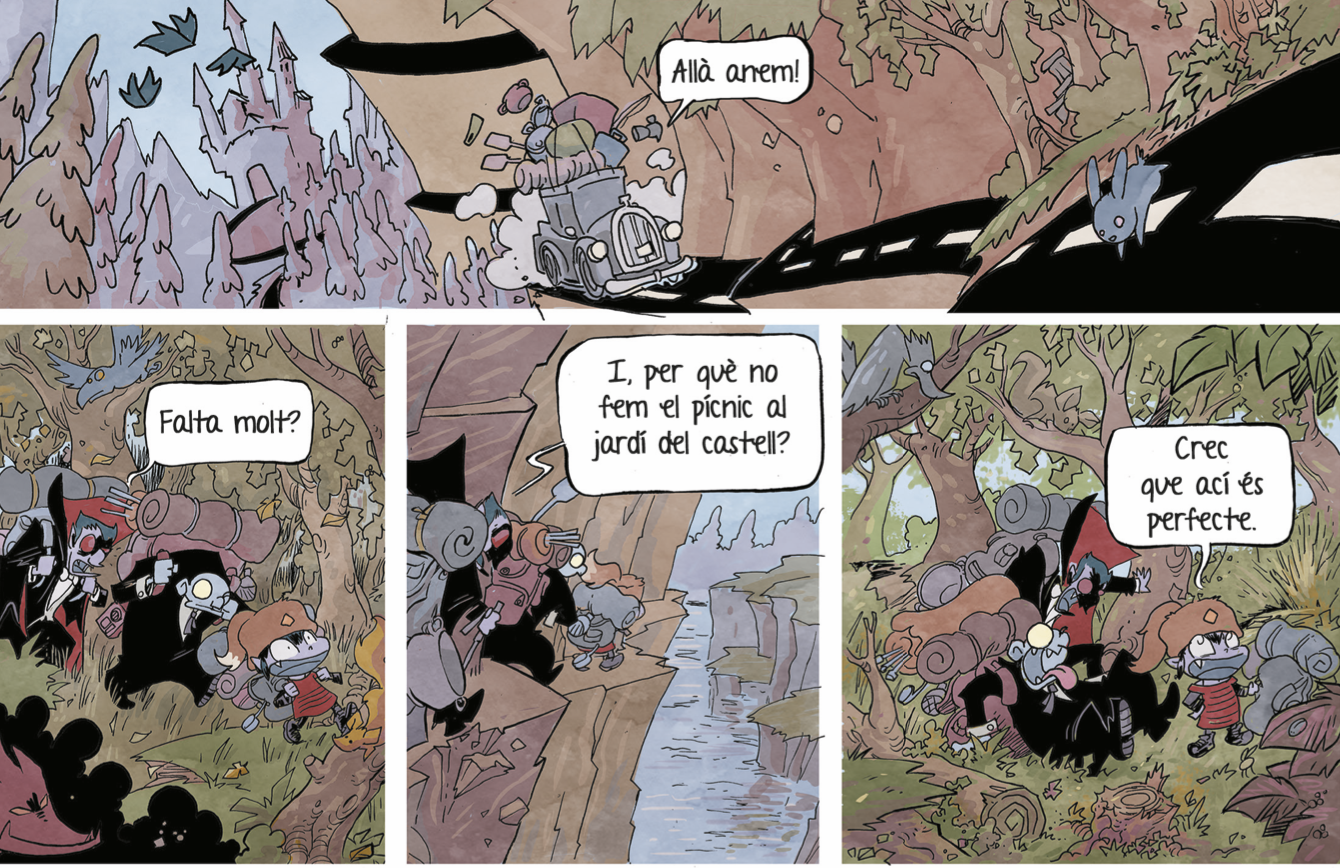 Allà anem!
Falta molt?
I, per què no
fem el pícnic al
jardí del castell?
Crec
que ací és
perfecte.